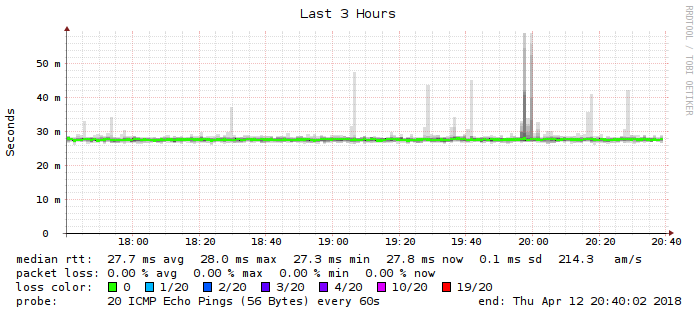 Last 3 Hours
RRDTOOL / TOBI OETIKER
Seconds
50 m
40 m
30 m
20 m
10 m
0
18:00 18:20 18:40 19:00 19:20 19:40 20:00 20:20 20:40
median rtt: 27.7 ms avg 28.0 ms max 27.3 ms min 27.8 ms now 0.1 ms sd 214.3 am/s
packet loss: 0.00 % avg 0.00 % max 0.00 % min 0.00 % now
loss color: 0 1/20 2/20 3/20 4/20 10/20 19/20
probe: 20 ICMP Echo Pings (56 Bytes) every 60s end: Thu Apr 12 20:40:02 2018